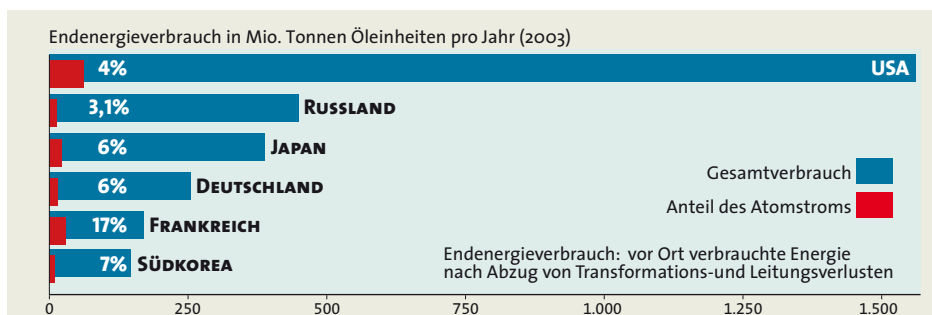 Endenergieverbrauch in Mio. Tonnen Öleinheiten pro Jahr (2003)
4% USA
3,1% RUSSLAND
6% JAPAN
6% DEUTSCHLAND
17% FRANKREICH
7% SÜDKOREA
Gesamtverbrauch
Anteil des Atomstroms
Endenergieverbrauch: vor Ort verbrauchte Energie
nach Abzug von Transformations-und Leitungsverlusten
0 250 500 750 1.000 1.250 1.500